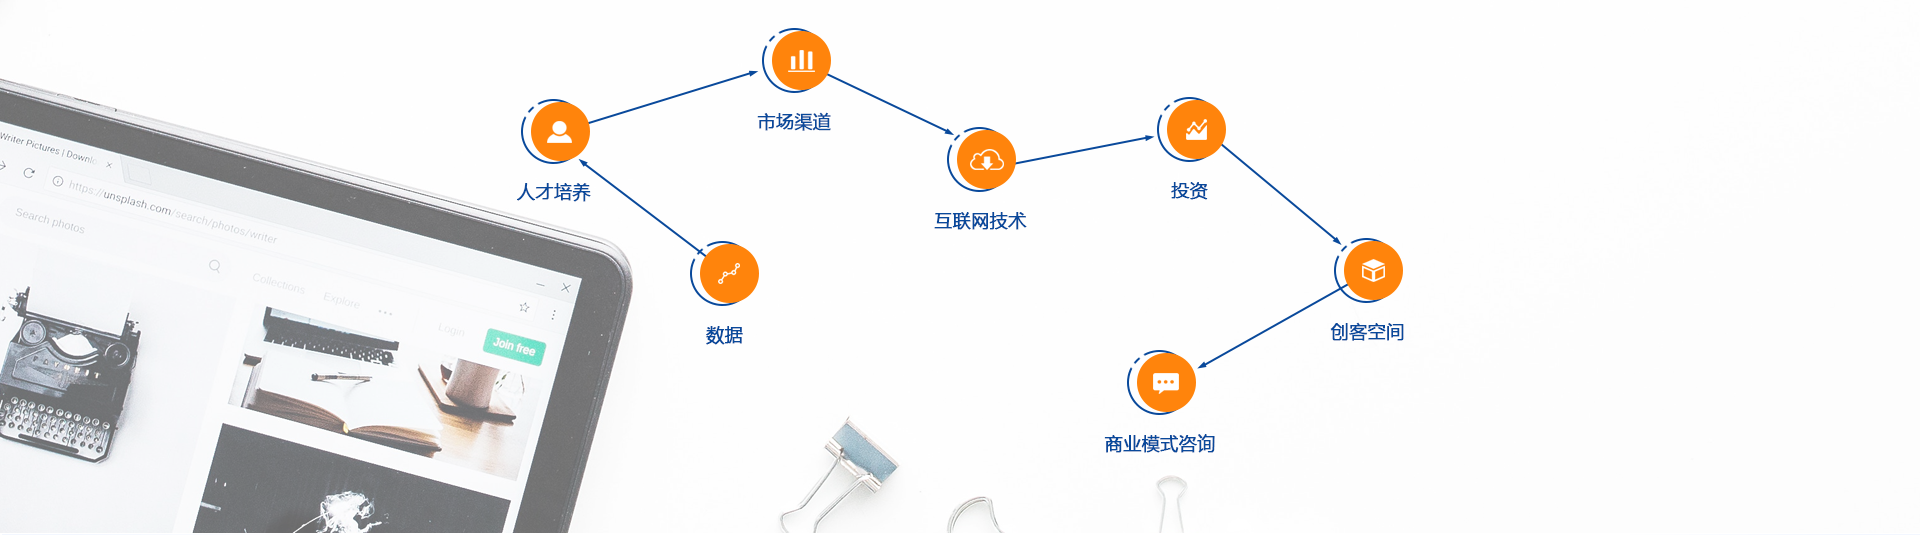 市场渠道
人才培养
互联网技术
投资
数据
创客空间
商业模式咨询
Writer Pictures | Downl
https://unsplash.com/search/photos/writer
Search photos
Collections
Explore
Login
Join free